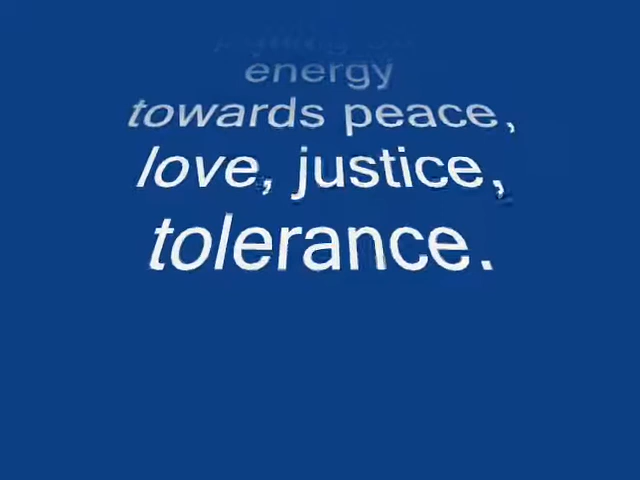 energy
towards peace,
love, justice,
tolerance.